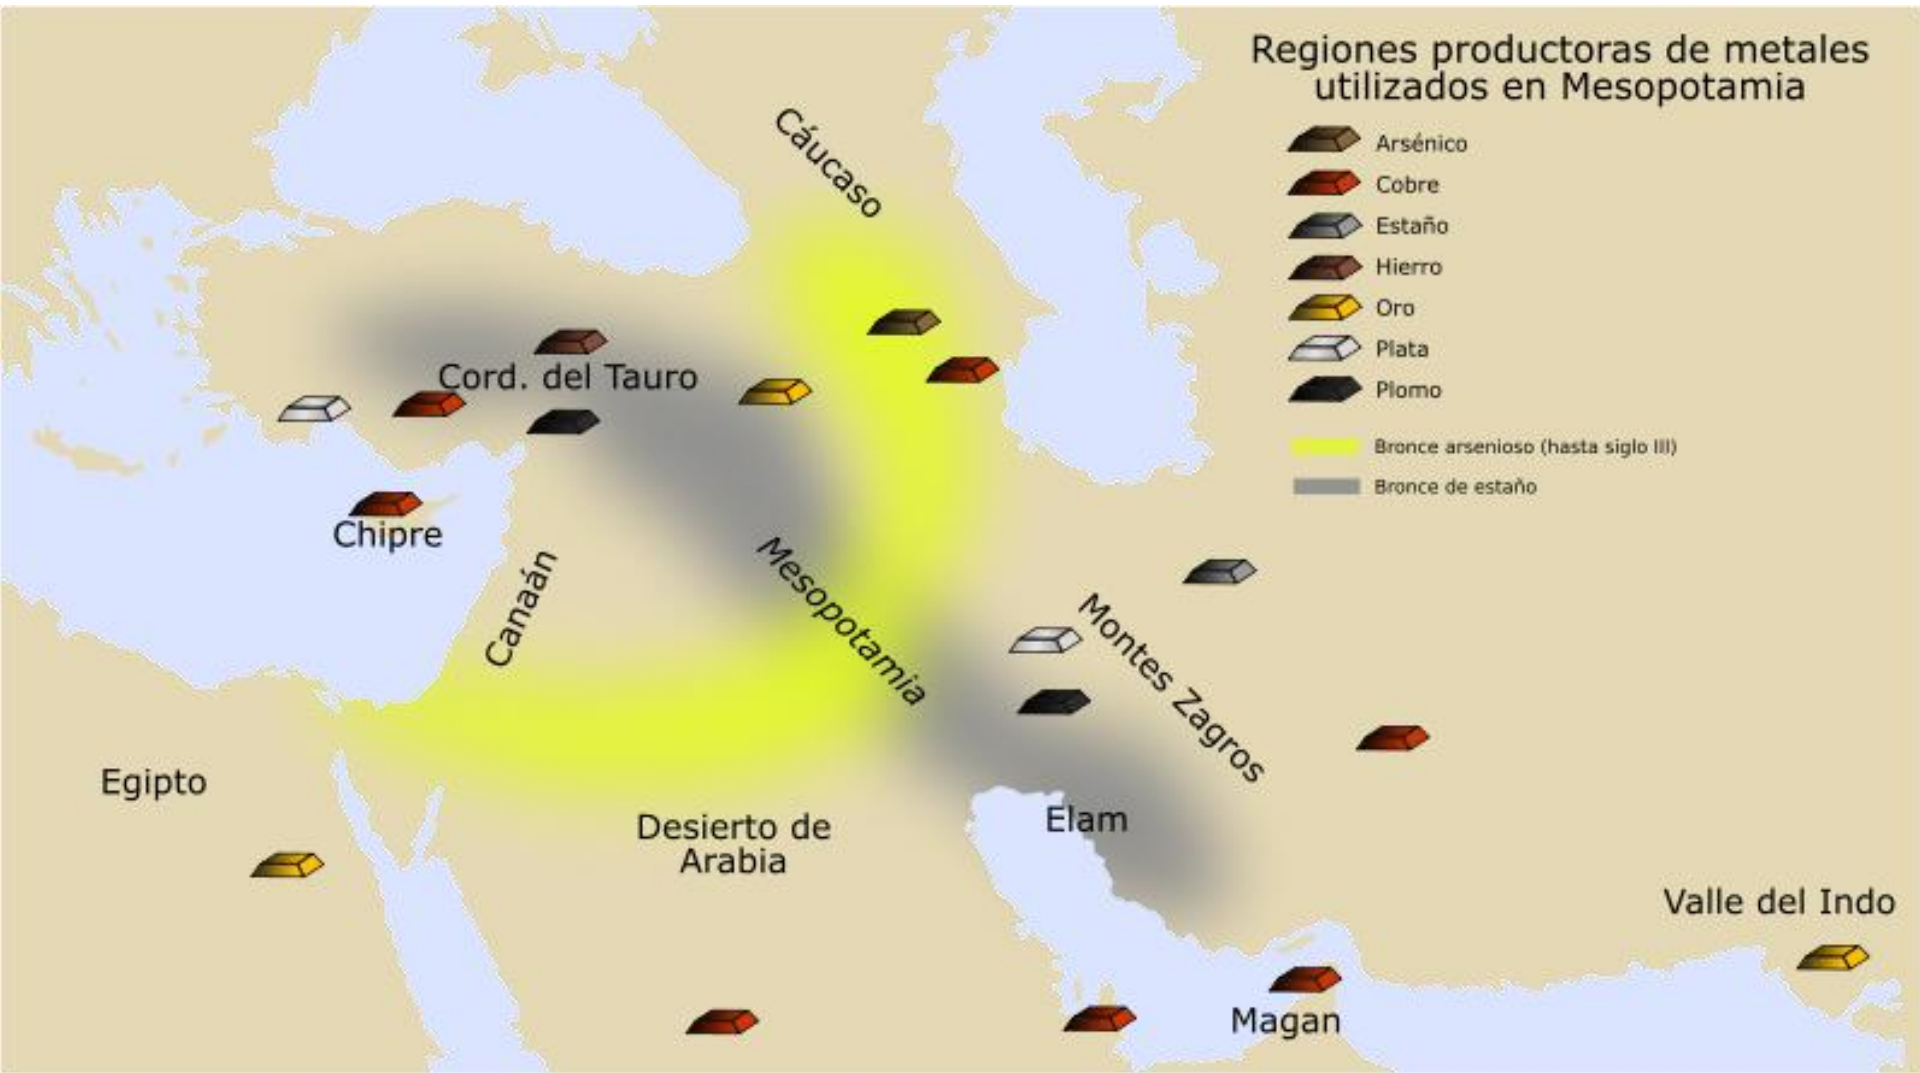 Regiones productoras de metales
utilizados en Mesopotamia
Arsénico
Cobre
Estaño
Hierro
Oro
Plata
Plomo
Bronce arsenioso (hasta siglo III)
Bronce de estaño
Cáucaso
Cord. del Tauro
Chipre
Canaán
Mesopotamia
Montes Zagros
Egipto
Desierto de
Arabia
Elam
Valle del Indo
Magan